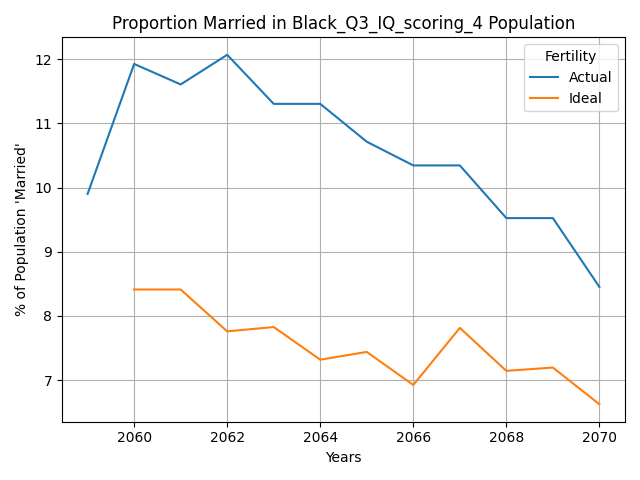 Proportion Married in Black_Q3_IQ_scoring_4 Population
% of Population 'Married'
12
11
10
9
8
7
Fertility
Actual
Ideal
2060 2062 2064 2066 2068 2070
Years